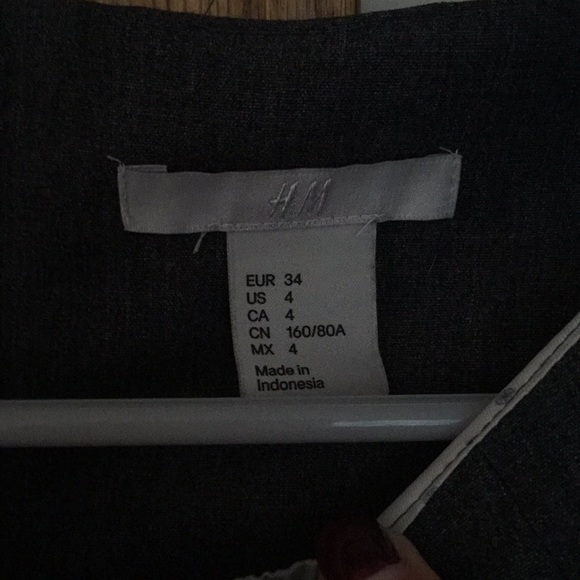 H&M
EUR 34
US 4
CA 4
CN 160/80A
MX 4
Made in
Indonesia